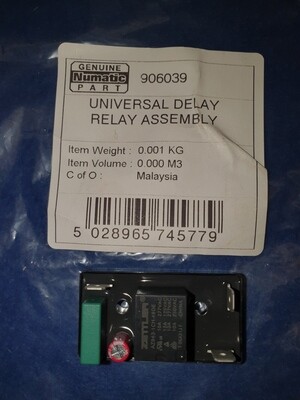 GENUINE
Numatic
PART
906039
UNIVERSAL DELAY
RELAY ASSEMBLY
Item Weight : 0.001 KG
Item Volume : 0.000 M3
C of O : Malaysia
5 028965 745779
ZETTLER